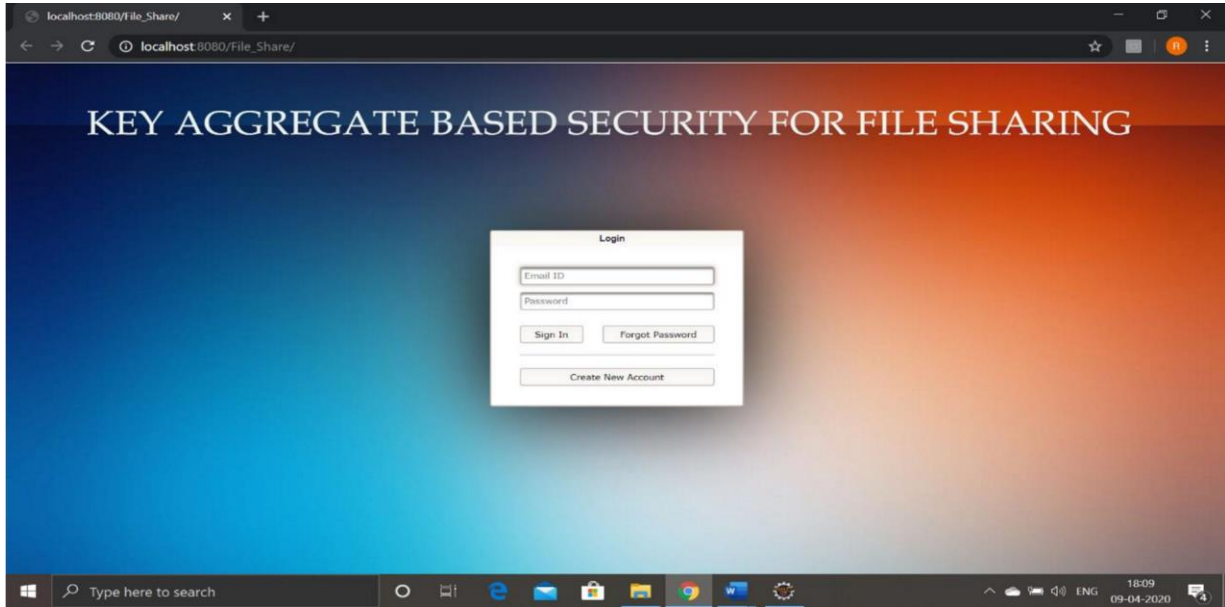 localhost:8080/File_Share/
localhost:8080/File_Share/
R
KEY AGGREGATE BASED SECURITY FOR FILE SHARING
Login
Email ID
Password
Sign In Forgot Password
Create New Account
Type here to search
ENG
18:09
09-04-2020
4